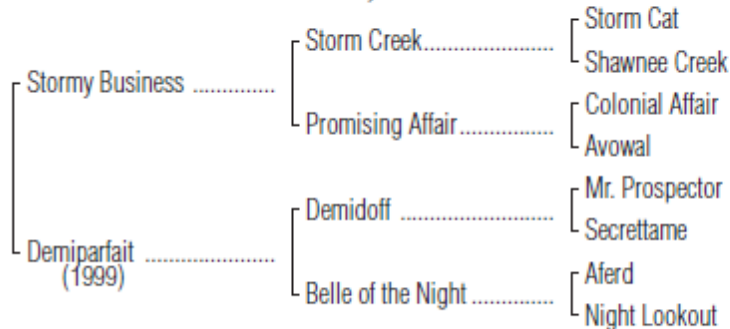 Storm Cat
Storm Creek......................
Shawnee Creek
Stormy Business ..............
Colonial Affair
Promising Affair................
Avowal
Mr. Prospector
Demidoff ..........................
Secrettame
Demiparfait ......................
(1999)
Aferd
Belle of the Night ..............
Night Lookout